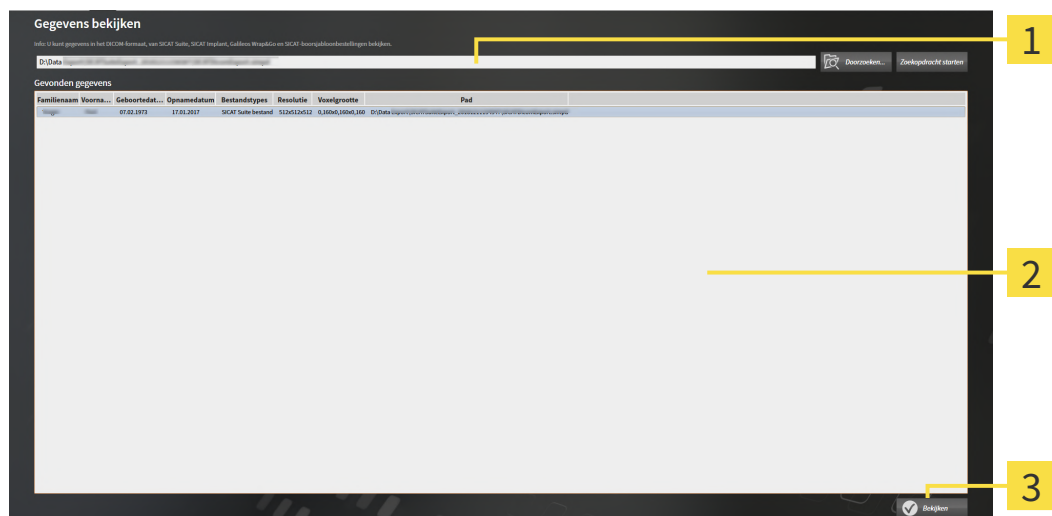 Gegevens bekijken
1
Info: U kunt gegevens in het DICOM-formaat, van SICAT Suite, SICAT Implant, Galileos Wrap&Go en SICAT-boorsjabloonbestellingen bekijken.
D:\Data
Doorzoeken...
Zoekopdracht starten
Gevonden gegevens
Familienaam Voorna... Geboortedat... Opnamedatum Bestandstypes Resolutie Voxelgrootte Pad
07.02.1973 17.01.2017 SICAT Suite bestand 512x512x512 0,160x0,160x0,160 D:\Data
2
3
Bekijken